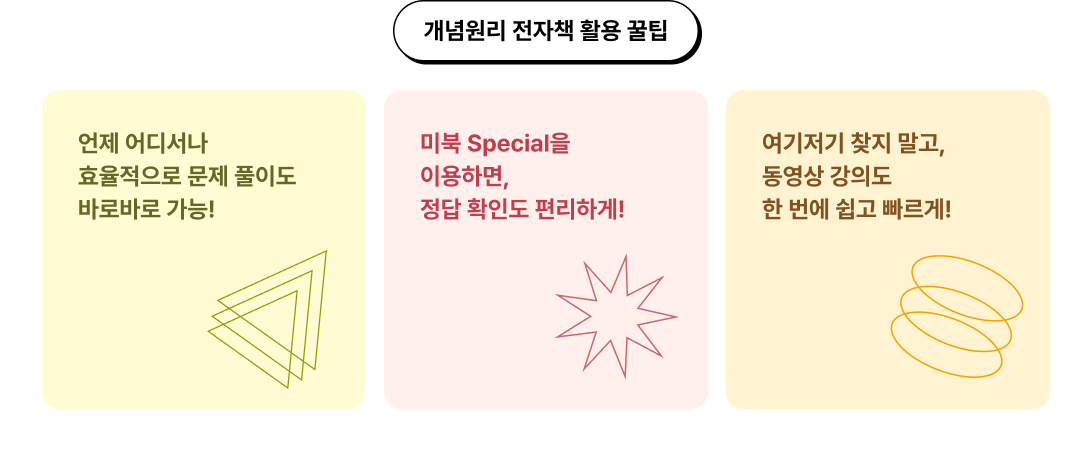 개념원리 전자책 활용 꿀팁
언제 어디서나
효율적으로 문제 풀이도
바로바로 가능!
미북 Special을
이용하면,
정답 확인도 편리하게!
여기저기 찾지 말고,
동영상 강의도
한 번에 쉽고 빠르게!